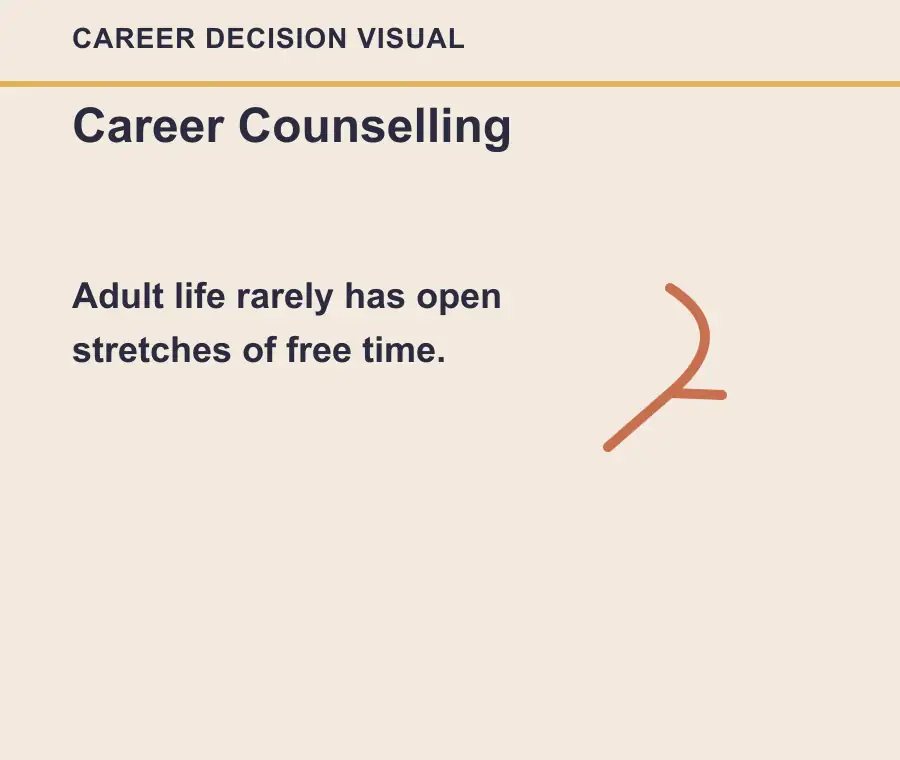 CAREER DECISION VISUAL
Career Counselling
Adult life rarely has open
stretches of free time.